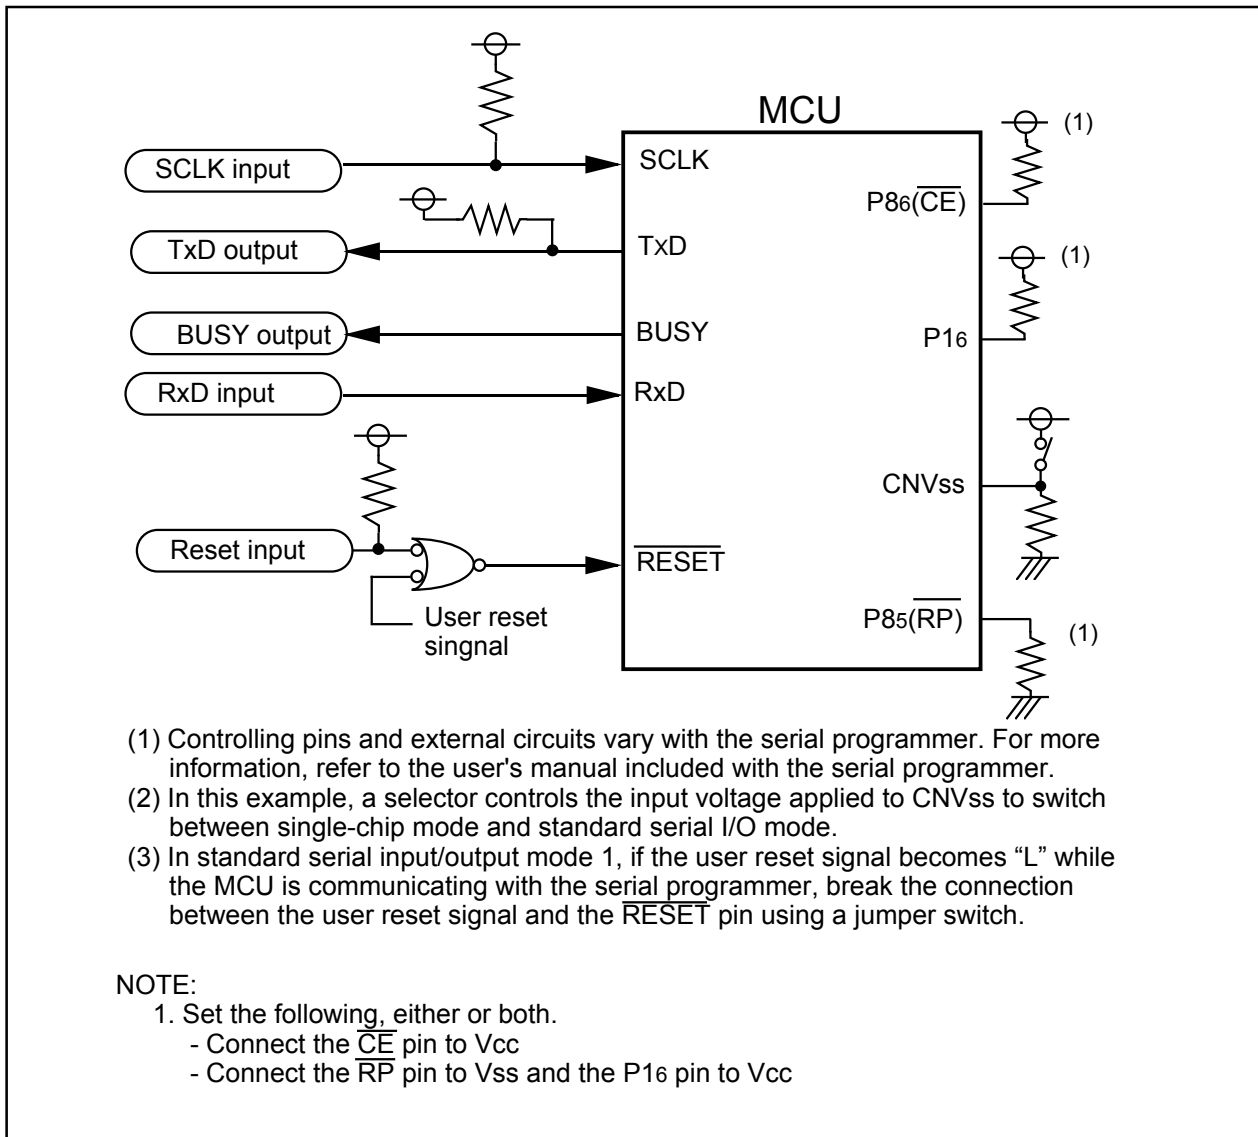 MCU
SCLK input
SCLK
TxD output
TxD
BUSY output
BUSY
RxD input
RxD
Reset input
RESET
User reset
singnal
(1)
P86(CE)
(1)
P16
CNVss
P85(RP)
(1)
(1) Controlling pins and external circuits vary with the serial programmer. For more
information, refer to the user's manual included with the serial programmer.
(2) In this example, a selector controls the input voltage applied to CNVss to switch
between single-chip mode and standard serial I/O mode.
(3) In standard serial input/output mode 1, if the user reset signal becomes “L” while
the MCU is communicating with the serial programmer, break the connection
between the user reset signal and the RESET pin using a jumper switch.
NOTE:
1. Set the following, either or both.
- Connect the CE pin to Vcc
- Connect the RP pin to Vss and the P16 pin to Vcc